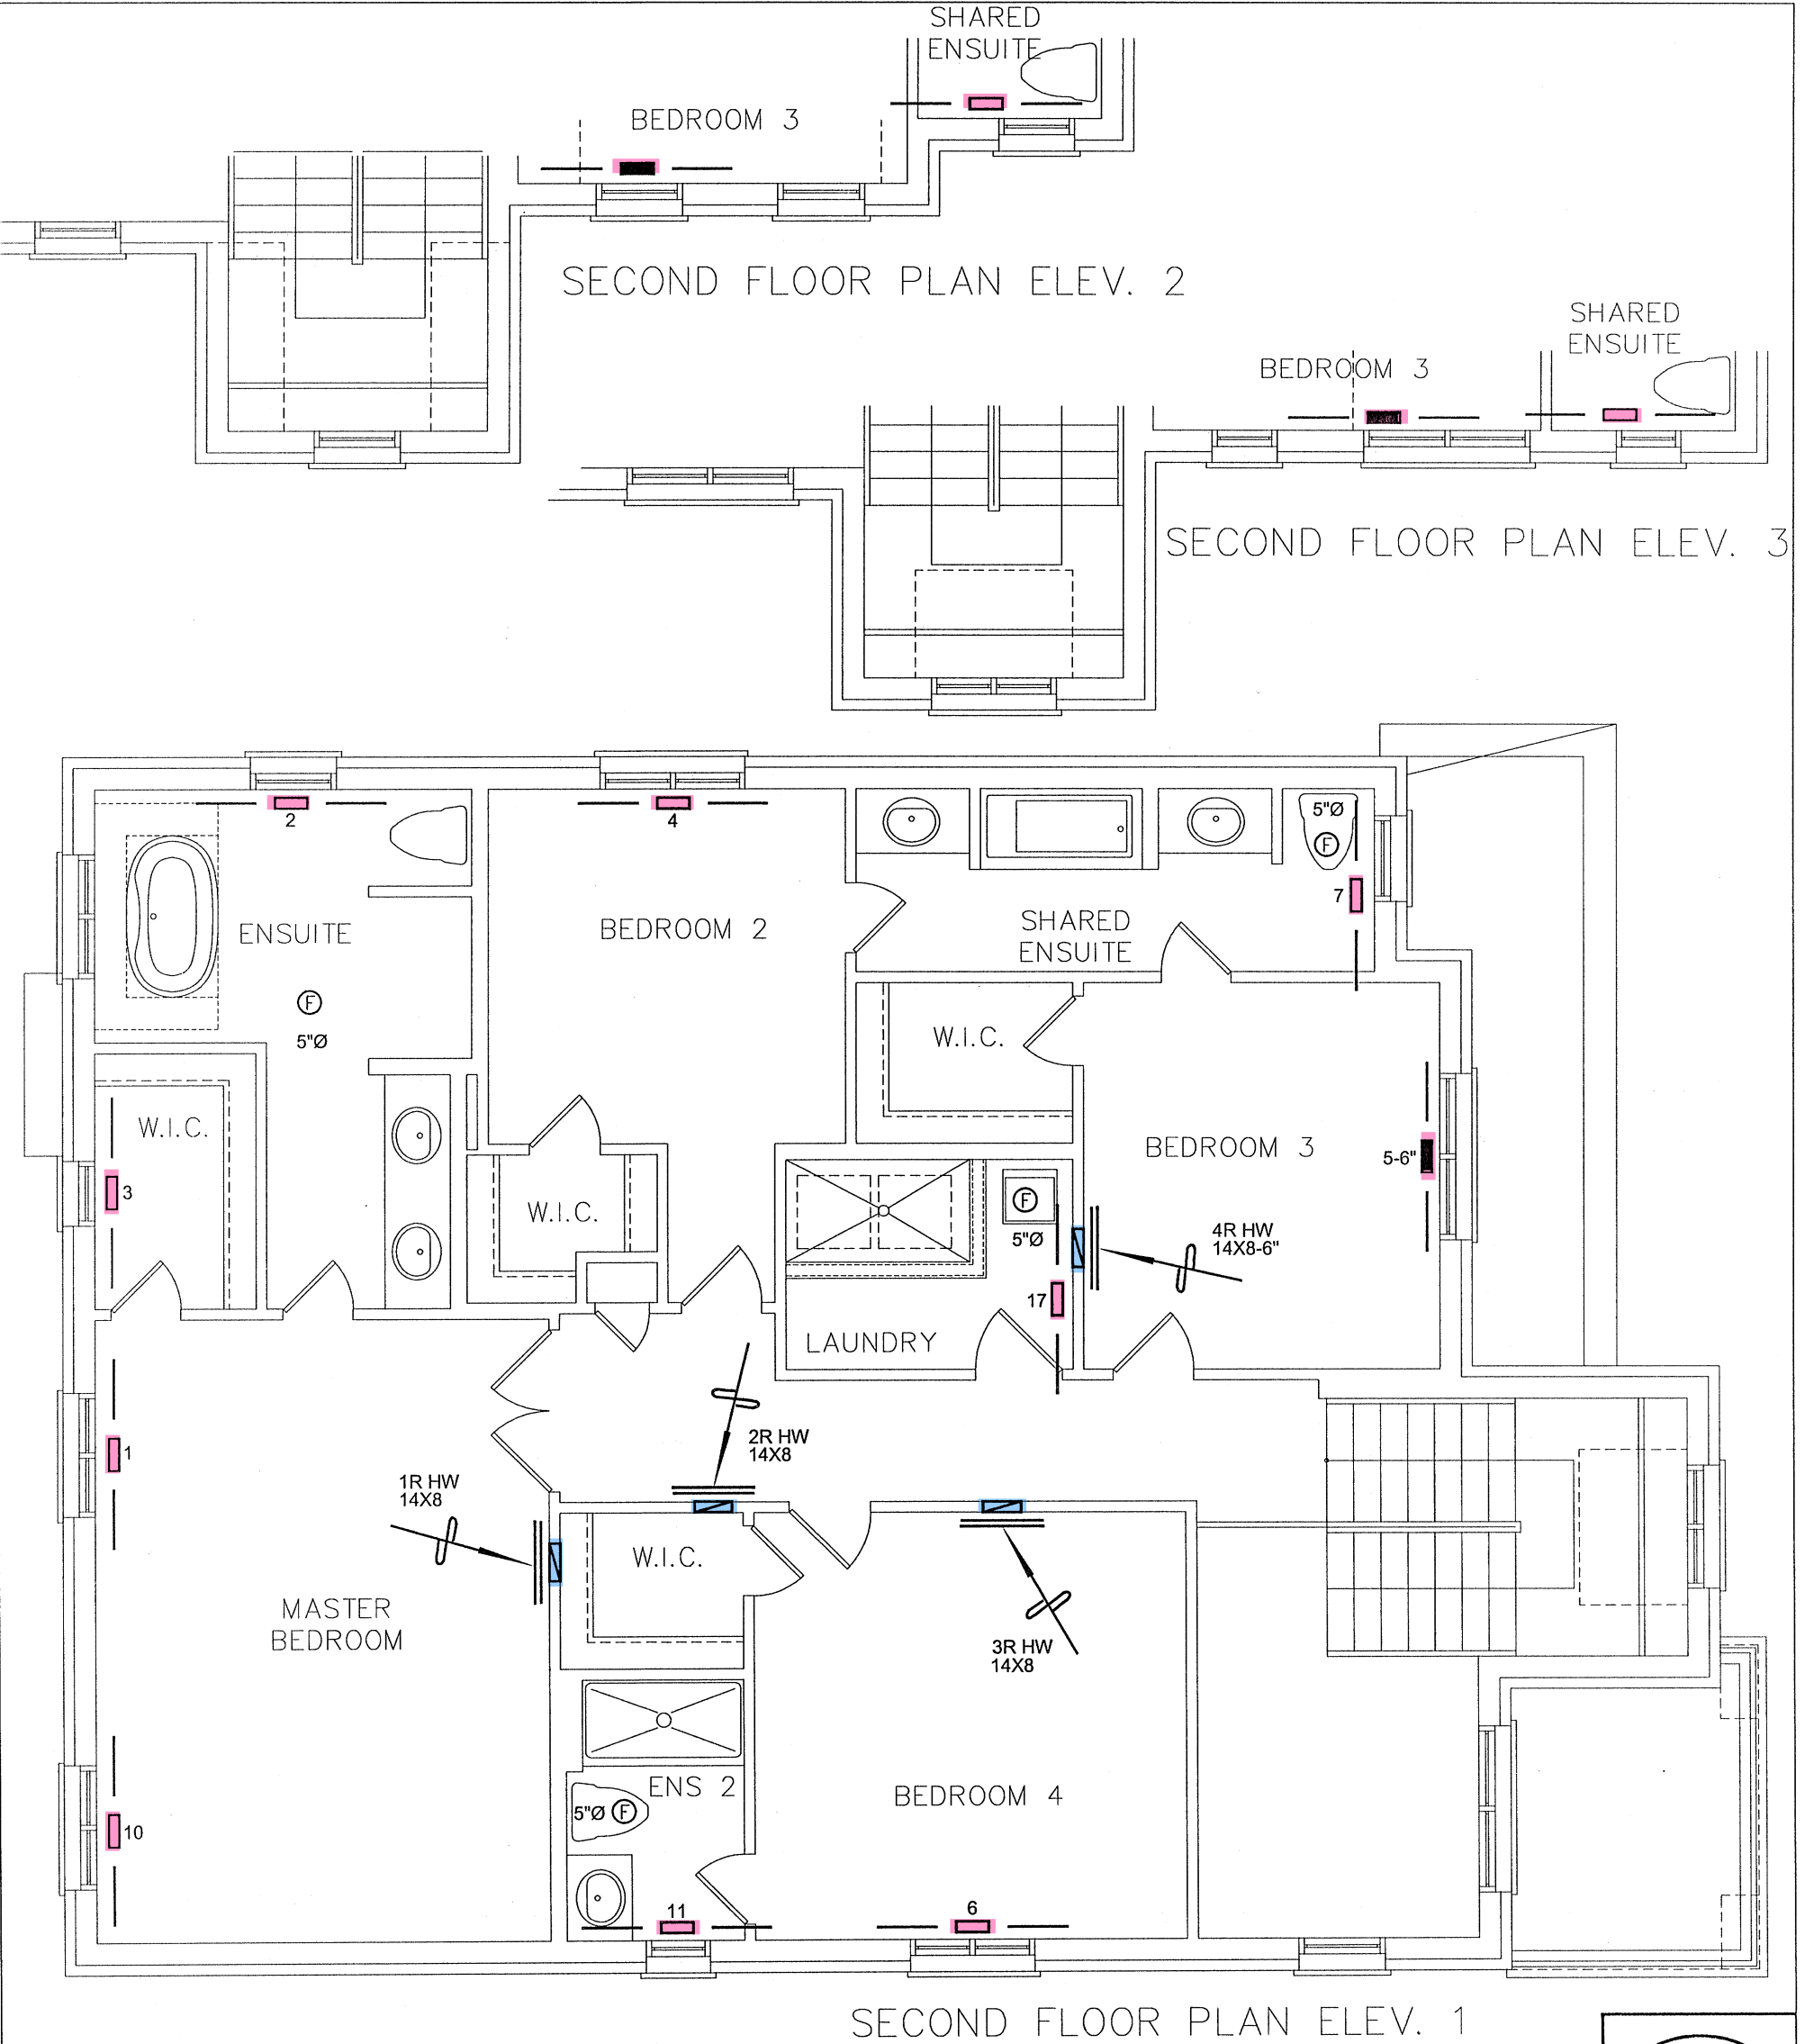 SHARED
ENSUITE
BEDROOM 3
SECOND FLOOR PLAN ELEV. 2
SHARED
ENSUITE
BEDROOM 3
SECOND FLOOR PLAN ELEV. 3
2
4
5"Ø
F
7
ENSUITE
BEDROOM 2
SHARED
ENSUITE
F
5"Ø
W.I.C.
W.I.C.
BEDROOM 3
5-6"
3
W.I.C.
F
5"Ø
4R HW
14X8-6"
17
LAUNDRY
1
2R HW
14X8
1R HW
14X8
W.I.C.
MASTER
BEDROOM
3R HW
14X8
ENS 2
BEDROOM 4
5"Ø F
10
11
6
SECOND FLOOR PLAN ELEV. 1